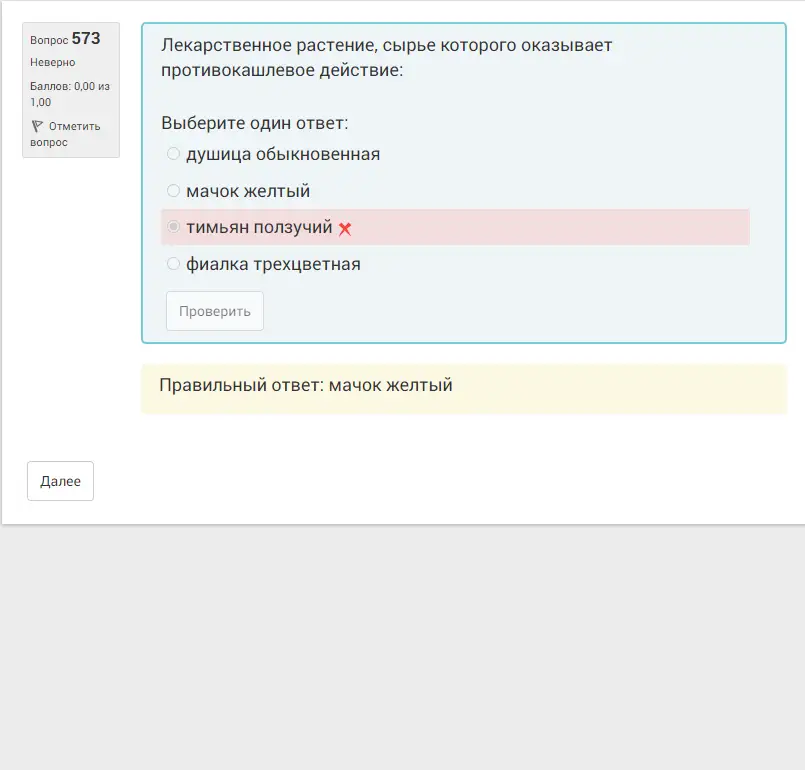 Вопрос 573
Неверно
Баллов: 0,00 из
1,00
Отметить
вопрос
Лекарственное растение, сырье которого оказывает
противокашлевое действие:
Выберите один ответ:
душица обыкновенная
мачок желтый
тимьян ползучий
фиалка трехцветная
Проверить
Правильный ответ: мачок желтый
Далее